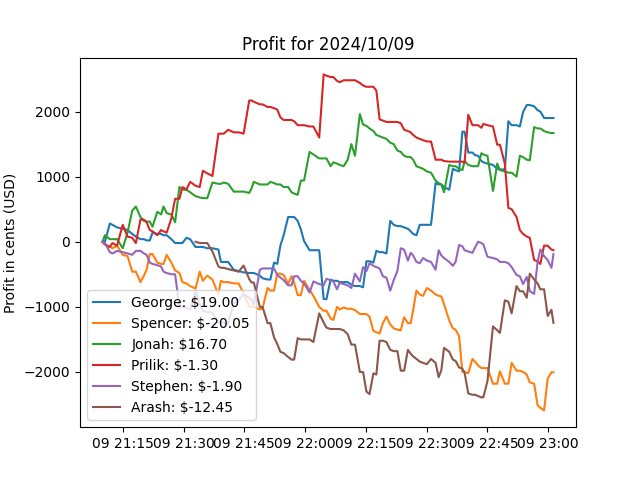 Profit for 2024/10/09
Profit in cents (USD)
2000
1000
0
−1000
−2000
George: $19.00
Spencer: $-20.05
Jonah: $16.70
Prilik: $-1.30
Stephen: $-1.90
Arash: $-12.45
09 21:15 09 21:30 09 21:45 09 22:00 09 22:15 09 22:30 09 22:45 09 23:00